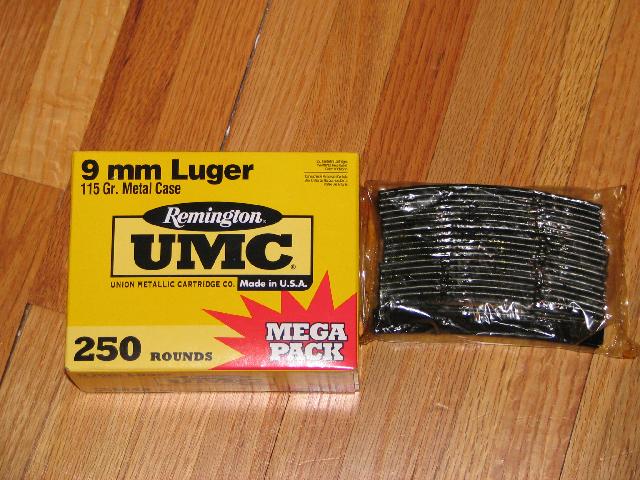 9 mm Luger
115 Gr. Metal Case
Remington
UMC®
UNION METALLIC CARTRIDGE CO. Made in U.S.A.
MEGA
PACK
250 ROUNDS